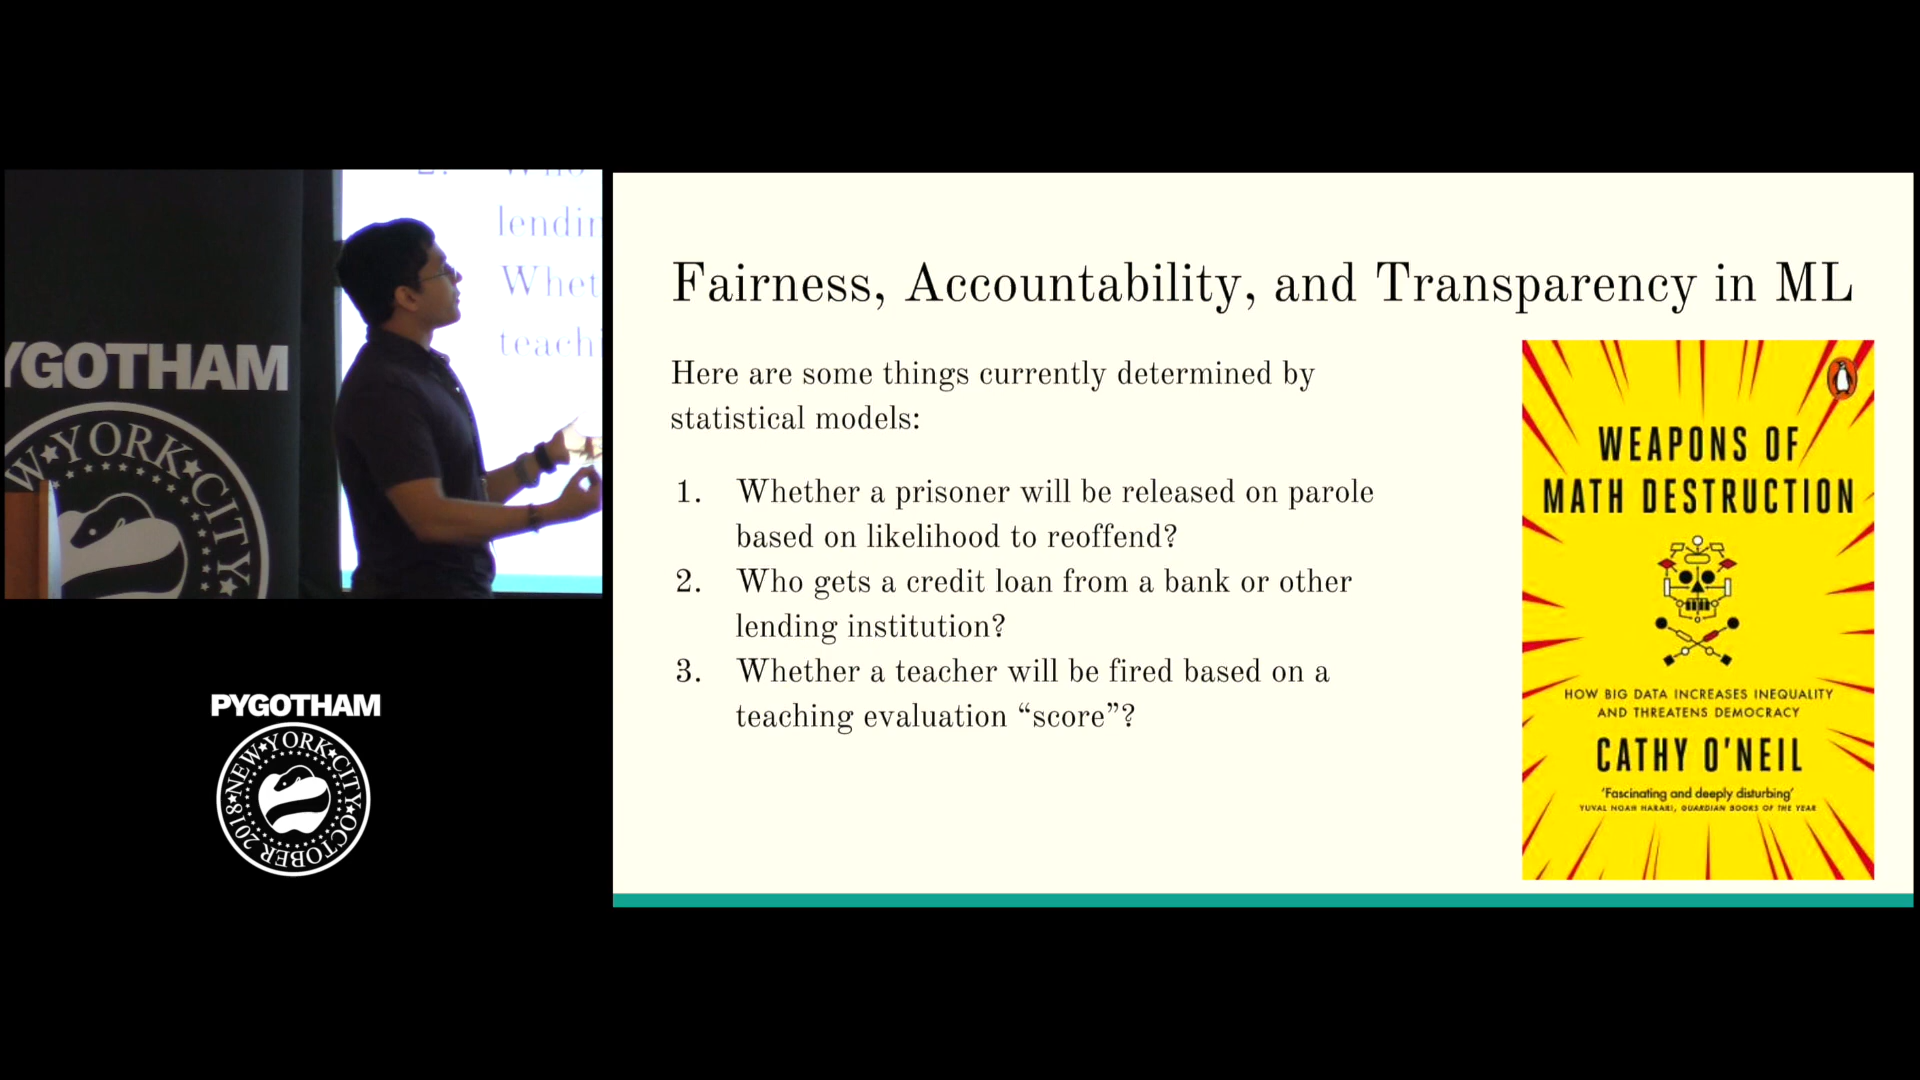 lendin
Whet
teachi
YGOTHAM
W★YORK★CITY★
PYGOTHAM
NEW★YORK★CITY★OCTOBER 2018★
Fairness, Accountability, and Transparency in ML
Here are some things currently determined by
statistical models:
1. Whether a prisoner will be released on parole
based on likelihood to reoffend?
2. Who gets a credit loan from a bank or other
lending institution?
3. Whether a teacher will be fired based on a
teaching evaluation “score”?
WEAPONS OF
MATH DESTRUCTION
HOW BIG DATA INCREASES INEQUALITY
AND THREATENS DEMOCRACY
CATHY O'NEIL
'Fascinating and deeply disturbing'
YUVAL NOAH HARARI, GUARDIAN BOOKS OF THE YEAR